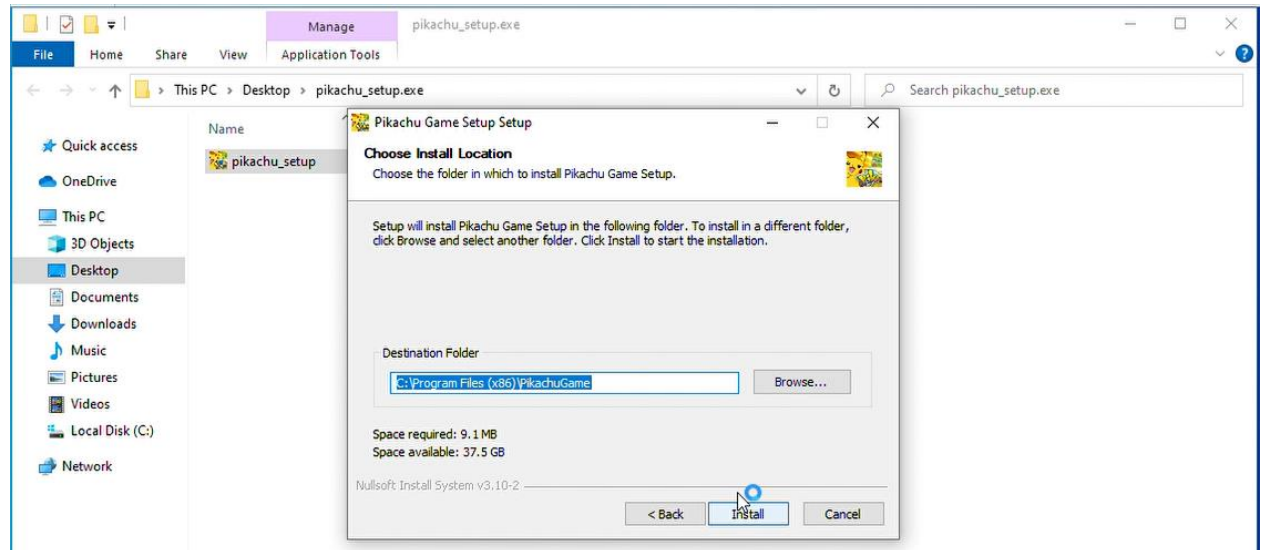 Manage
pikachu_setup.exe
File
Home
Share
View
Application Tools
This PC
Desktop
pikachu_setup.exe
Search pikachu_setup.exe
Name
Quick access
pikachu_setup
OneDrive
This PC
3D Objects
Desktop
Documents
Downloads
Music
Pictures
Videos
Local Disk (C:)
Network
Pikachu Game Setup Setup
Choose Install Location
Choose the folder in which to install Pikachu Game Setup.
Setup will install Pikachu Game Setup in the following folder. To install in a different folder,
click Browse and select another folder. Click Install to start the installation.
Destination Folder
C:\Program Files (x86)\PikachuGame
Browse...
Space required: 9.1 MB
Space available: 37.5 GB
Nullsoft Install System v3.10-2
< Back
Install
Cancel